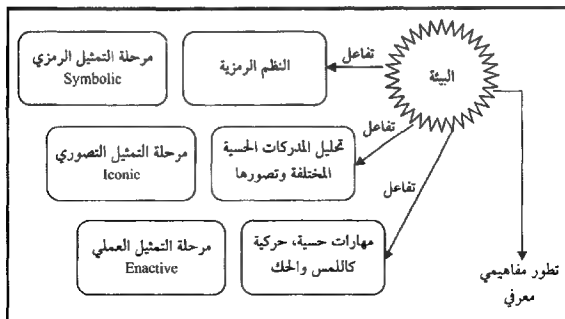 البيئة
تفاعل
النظم الرمزية
مرحلة التمثيل الرمزي
Symbolic
تفاعل
تحليل المدركات الحسية
المختلفة وتصورها
مرحلة التمثيل التصوري
Iconic
تفاعل
مهارات حسية، حركية
كاللمس والحك
مرحلة التمثيل العملي
Enactive
تطور مفاهيمي
معرفي